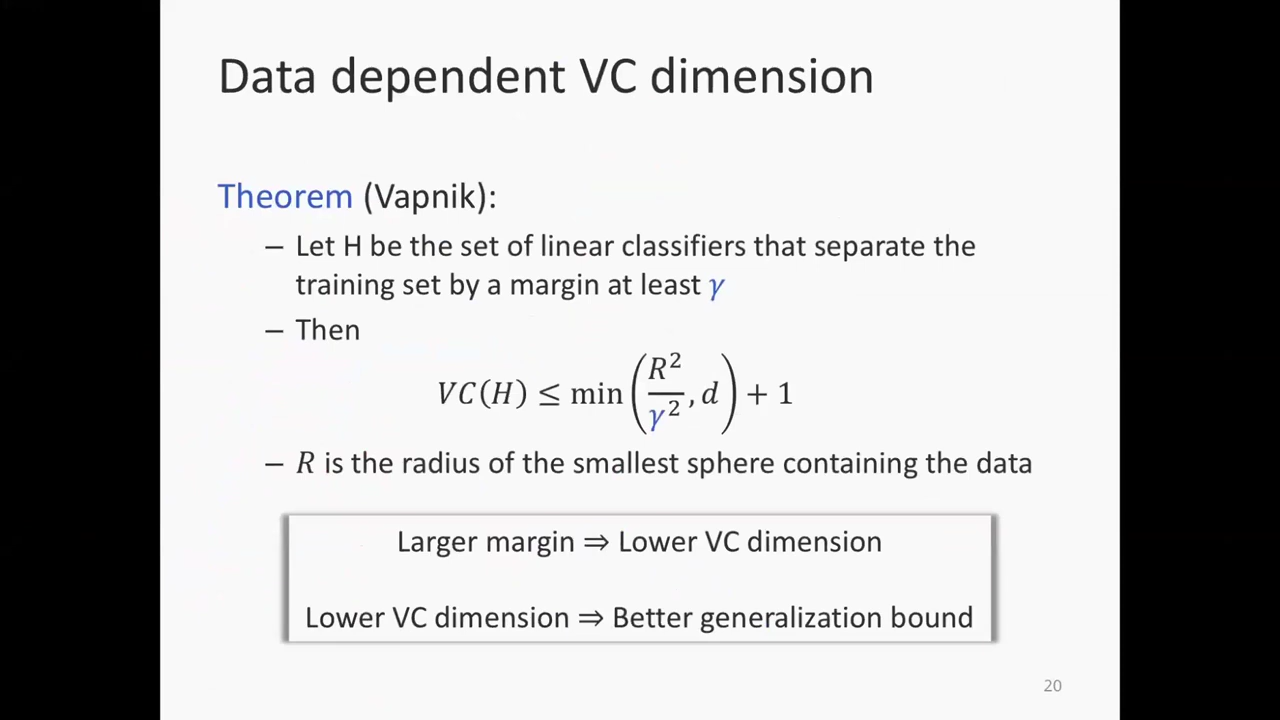 Data dependent VC dimension
Theorem (Vapnik):
– Let H be the set of linear classifiers that separate the
training set by a margin at least γ
– Then
VC(H) ≤ min(R²/γ², d) + 1
– R is the radius of the smallest sphere containing the data
Larger margin ⇒ Lower VC dimension
Lower VC dimension ⇒ Better generalization bound
20